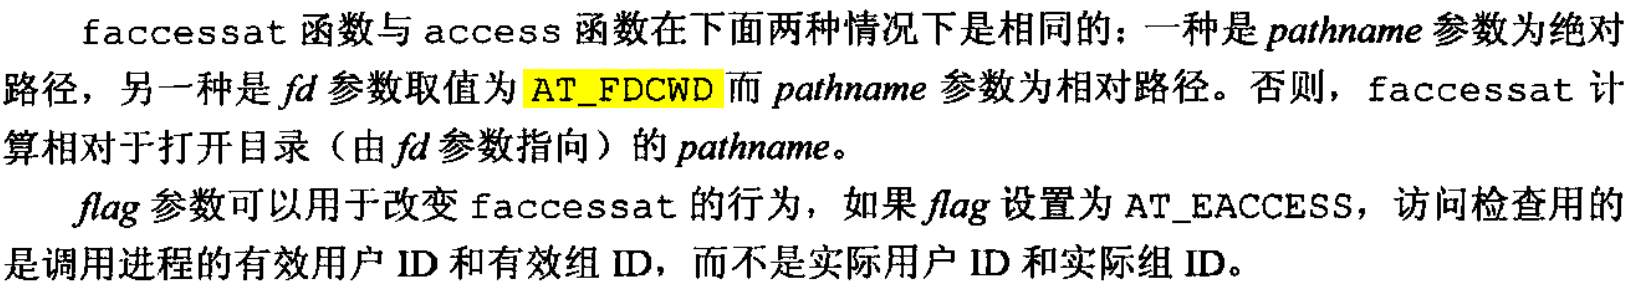 faccessat 函数与 access 函数在下面两种情况下是相同的：一种是 pathname 参数为绝对
路径，另一种是 fd 参数取值为 AT_FDCWD 而 pathname 参数为相对路径。否则，faccessat 计
算相对于打开目录（由 fd 参数指向）的 pathname。
flag 参数可以用于改变 faccessat 的行为，如果 flag 设置为 AT_EACCESS，访问检查用的
是调用进程的有效用户 ID 和有效组 ID，而不是实际用户 ID 和实际组 ID。